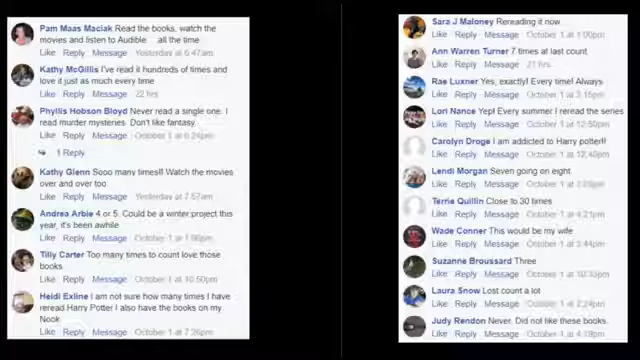 Pam Maas Maciak Read the books, watch the
movies and listen to Audible all the time
Like Reply Message Yesterday at 6:47am
Kathy McGillis I've read it hundreds of times and
love it just as much every time
Like Reply Message 22 hrs
Phyllis Hobson Bloyd Never read a single one. I
read murder mysteries. Don't like fantasy.
Like Reply Message October 1 at 6:24pm
1 Reply
Kathy Glenn Sooo many times!! Watch the movies
over and over too
Like Reply Message Yesterday at 7:57am
Andrea Arbie 4 or 5. Could be a winter project this
year, it's been awhile
Like Reply Message October 1 at
Tilly Carter Too many times to count love those
books
Like Reply Message October 1 at 10:50pm
Heidi Exline I am not sure how many times I have
reread Harry Potter I also have the books on my
Nook
Like Reply Message October 1 at 7:26pm
Sara J Maloney Rereading it now
Like Reply Message October 1 at 1:00pm
Ann Warren Turner 7 times at last count
Like Reply Message 21 hrs
Rae Luxner Yes, exactly! Every time! Always
Like Reply Message October 1 at 3:15pm
Lori Nance Yep! Every summer I reread the series
Like Reply Message October 1 at 12:50pm
Carolyn Droge I am addicted to Harry potter!!
Like Reply Message October 1 at 12:40pm
Lendi Morgan Seven going on eight
Like Reply Message October 1 at
Terrie Quillin Close to 30 times
Like Reply Message October 1 at 4:21pm
Wade Conner This would be my wife
Like Reply Message October 1 at 3:44pm
Suzanne Broussard Three
Like Reply Message October 1 at 10:33pm
Laura Snow Lost count a lot
Like Reply Message October 1 at 2:24pm
Judy Rendon Never. Did not like these books.
Like Reply Message October 1 at 4:19pm